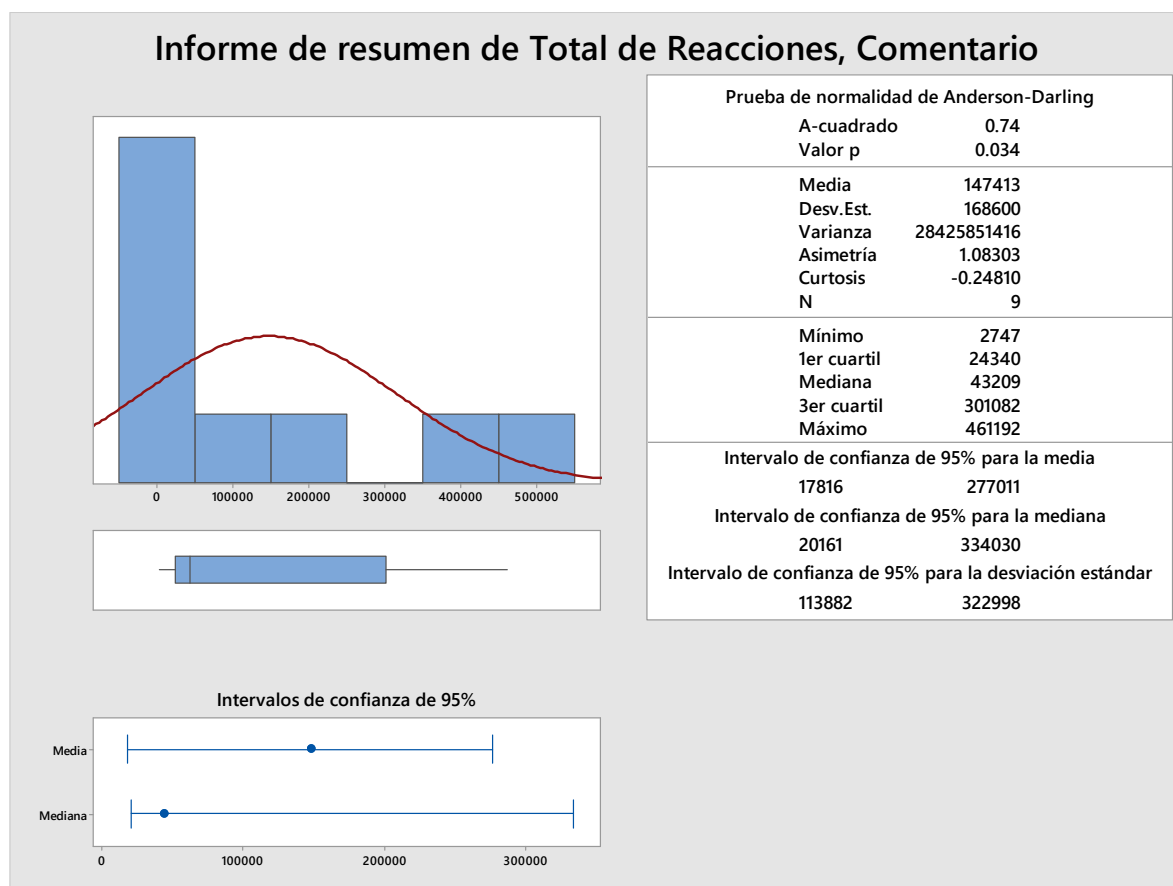 Informe de resumen de Total de Reacciones, Comentario
0 100000 200000 300000 400000 500000
Intervalos de confianza de 95%
Media
Mediana
0 100000 200000 300000
Prueba de normalidad de Anderson-Darling
A-cuadrado 0.74
Valor p 0.034
Media 147413
Desv.Est. 168600
Varianza 28425851416
Asimetría 1.08303
Curtosis -0.24810
N 9
Mínimo 2747
1er cuartil 24340
Mediana 43209
3er cuartil 301082
Máximo 461192
Intervalo de confianza de 95% para la media
17816 277011
Intervalo de confianza de 95% para la mediana
20161 334030
Intervalo de confianza de 95% para la desviación estándar
113882 322998